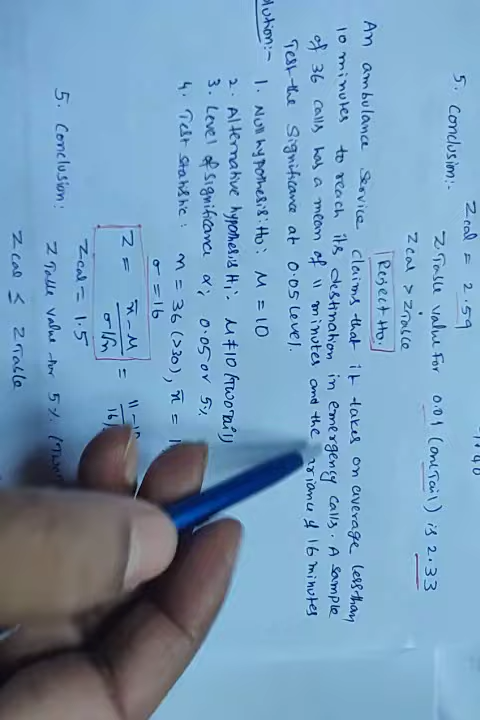 Zcal = 2.59
5. Conclusion:-
Z Table value for 0.01 (one Tail) is 2.33
Zcal > ZTable
Reject H₀.
An ambulance service claims that it takes on average less than
10 minutes to reach its destination in emergency calls. A sample
of 36 calls has a mean of 11 minutes and the of 16 minutes
Test the significance at 0.05 level.
1. Null hypothesis: H₀: μ = 10
2. Alternative hypothesis H₁: μ ≠ 10 (Two Tail)
3. Level of significance α; 0.05 or 5%
4. Test statistic: n = 36 (>30), x̄ =
σ = 16
Z = x̄ - μ / σ/√n =
Zcal = 1.5
5. Conclusion:
Z Table value for 5%
Zcal ≤ ZTable